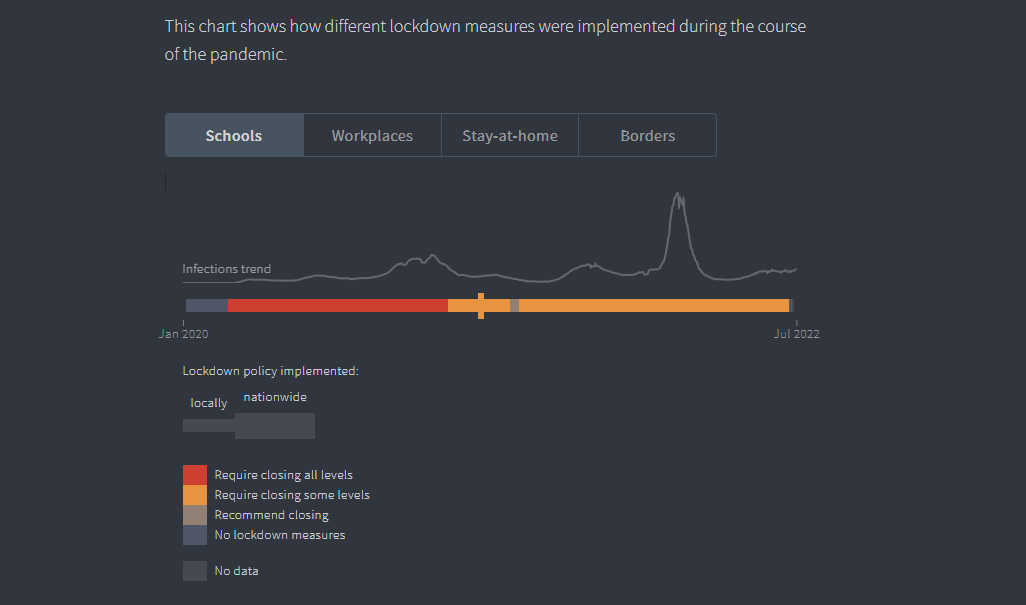 This chart shows how different lockdown measures were implemented during the course
of the pandemic.
Schools Workplaces Stay-at-home Borders
Infections trend
Jan 2020 Jul 2022
Lockdown policy implemented:
locally nationwide
Require closing all levels
Require closing some levels
Recommend closing
No lockdown measures
No data